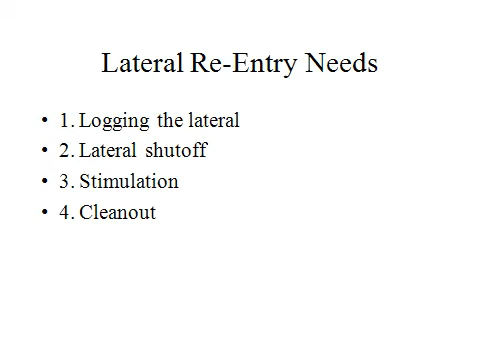 Lateral Re-Entry Needs
• 1. Logging the lateral
• 2. Lateral shutoff
• 3. Stimulation
• 4. Cleanout